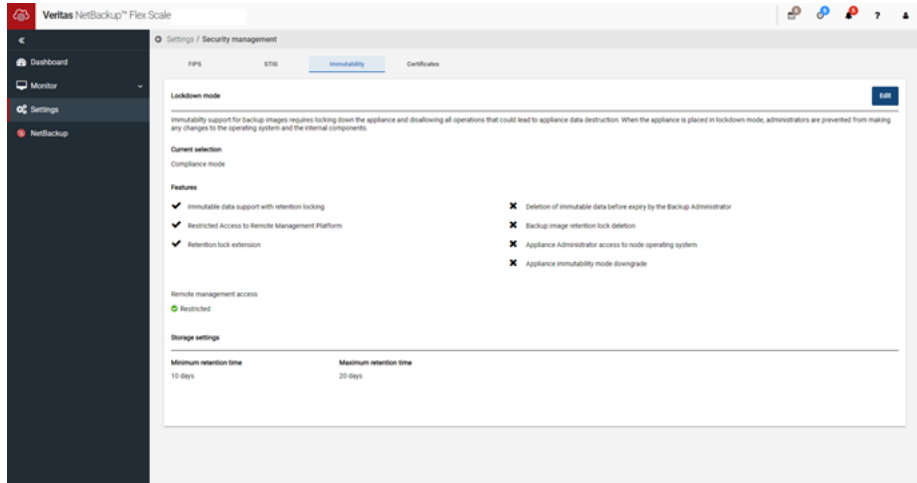 Veritas NetBackup™ Flex Scale
Settings / Security management
Dashboard
Monitor
Settings
NetBackup
FIPS STIG Immutability Certificates
Lockdown mode
Edit
Immutabilty support for backup images requires locking down the appliance and disallowing all operations that could lead to appliance data destruction. When the appliance is placed in lockdown mode, administrators are prevented from making
any changes to the operating system and the internal components.
Current selection
Compliance mode
Features
Immutable data support with retention locking
Restricted Access to Remote Management Platform
Retention lock extension
Deletion of immutable data before expiry by the Backup Administrator
Backup image retention lock deletion
Appliance Administrator access to node operating system
Appliance immutability mode downgrade
Remote management access
Restricted
Storage settings
Minimum retention time Maximum retention time
10 days 20 days